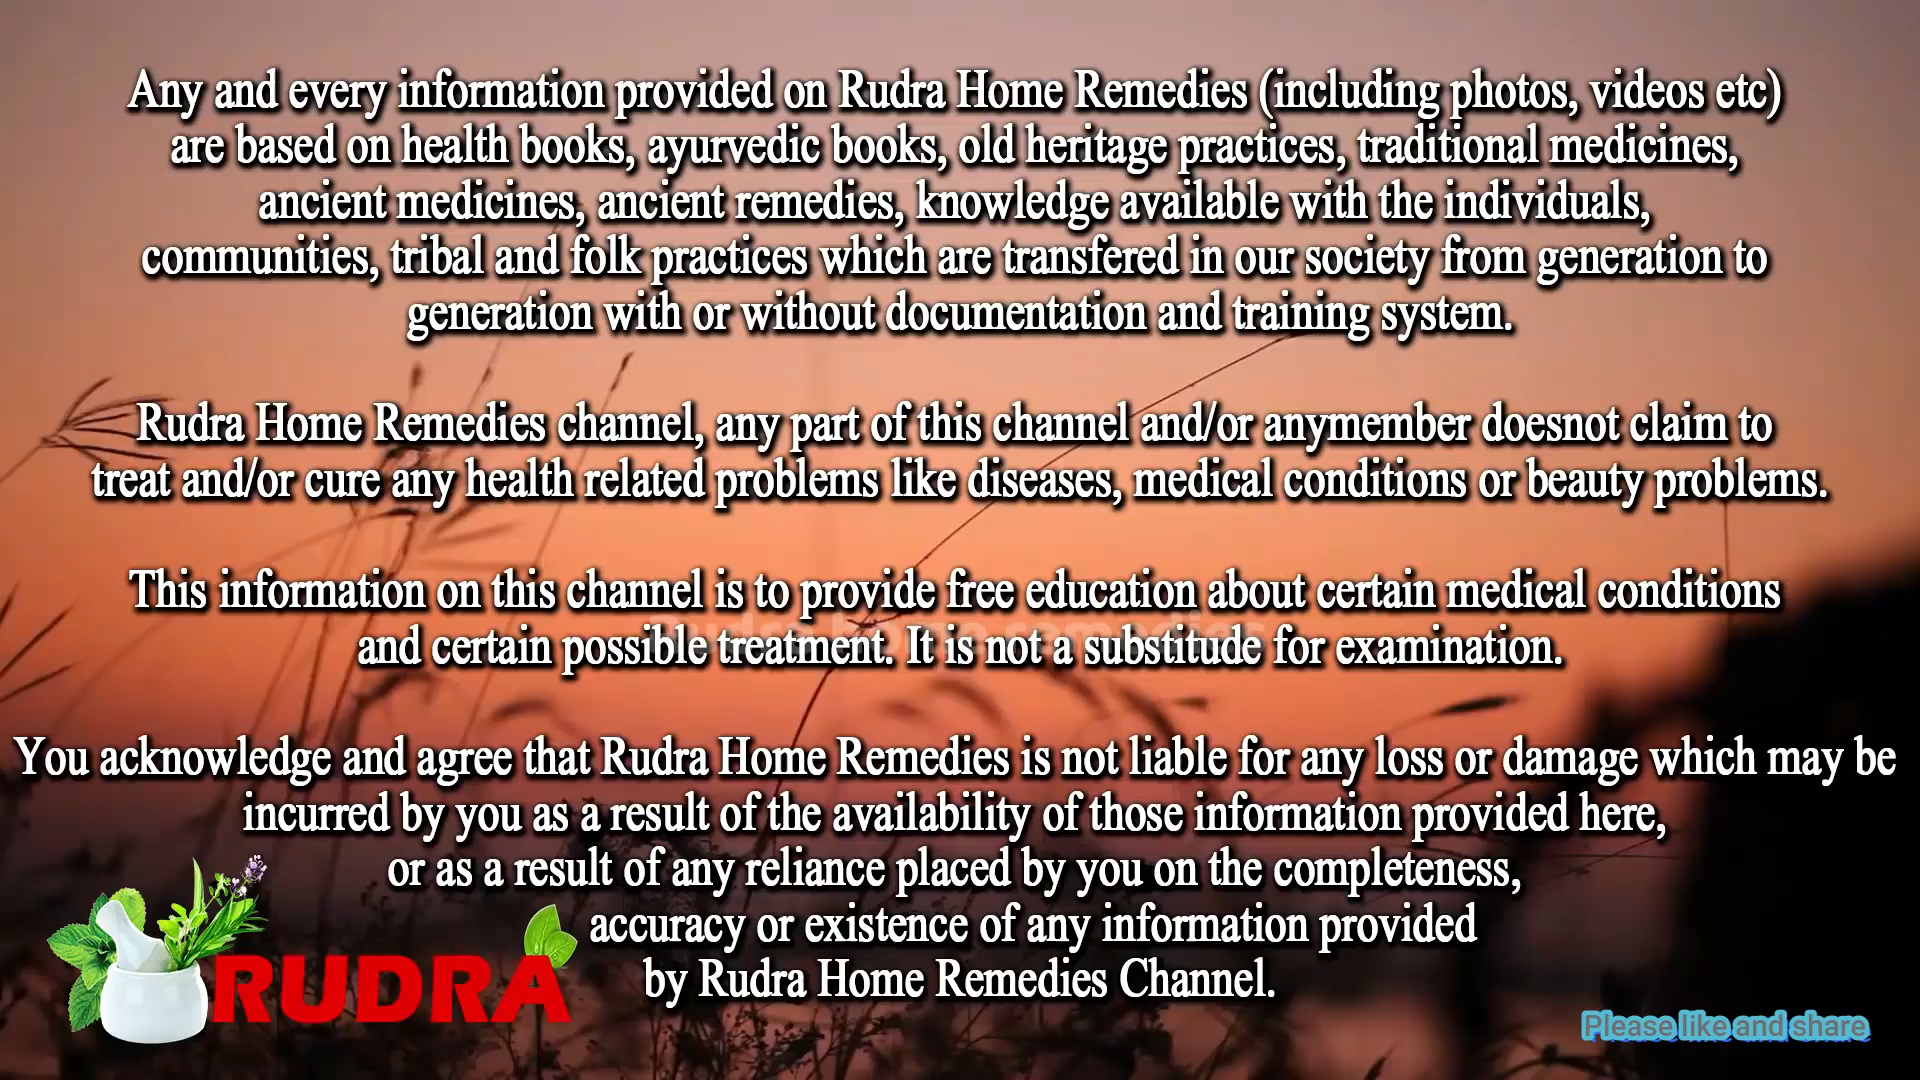 Any and every information provided on Rudra Home Remedies (including photos, videos etc)
are based on health books, ayurvedic books, old heritage practices, traditional medicines,
ancient medicines, ancient remedies, knowledge available with the individuals,
communities, tribal and folk practices which are transfered in our society from generation to
generation with or without documentation and training system.
Rudra Home Remedies channel, any part of this channel and/or anymember doesnot claim to
treat and/or cure any health related problems like diseases, medical conditions or beauty problems.
This information on this channel is to provide free education about certain medical conditions
rudra home remedies
and certain possible treatment. It is not a substitude for examination.
You acknowledge and agree that Rudra Home Remedies is not liable for any loss or damage which may be
incurred by you as a result of the availability of those information provided here,
or as a result of any reliance placed by you on the completeness,
accuracy or existence of any information provided
by Rudra Home Remedies Channel.
RUDRA
Please like and share